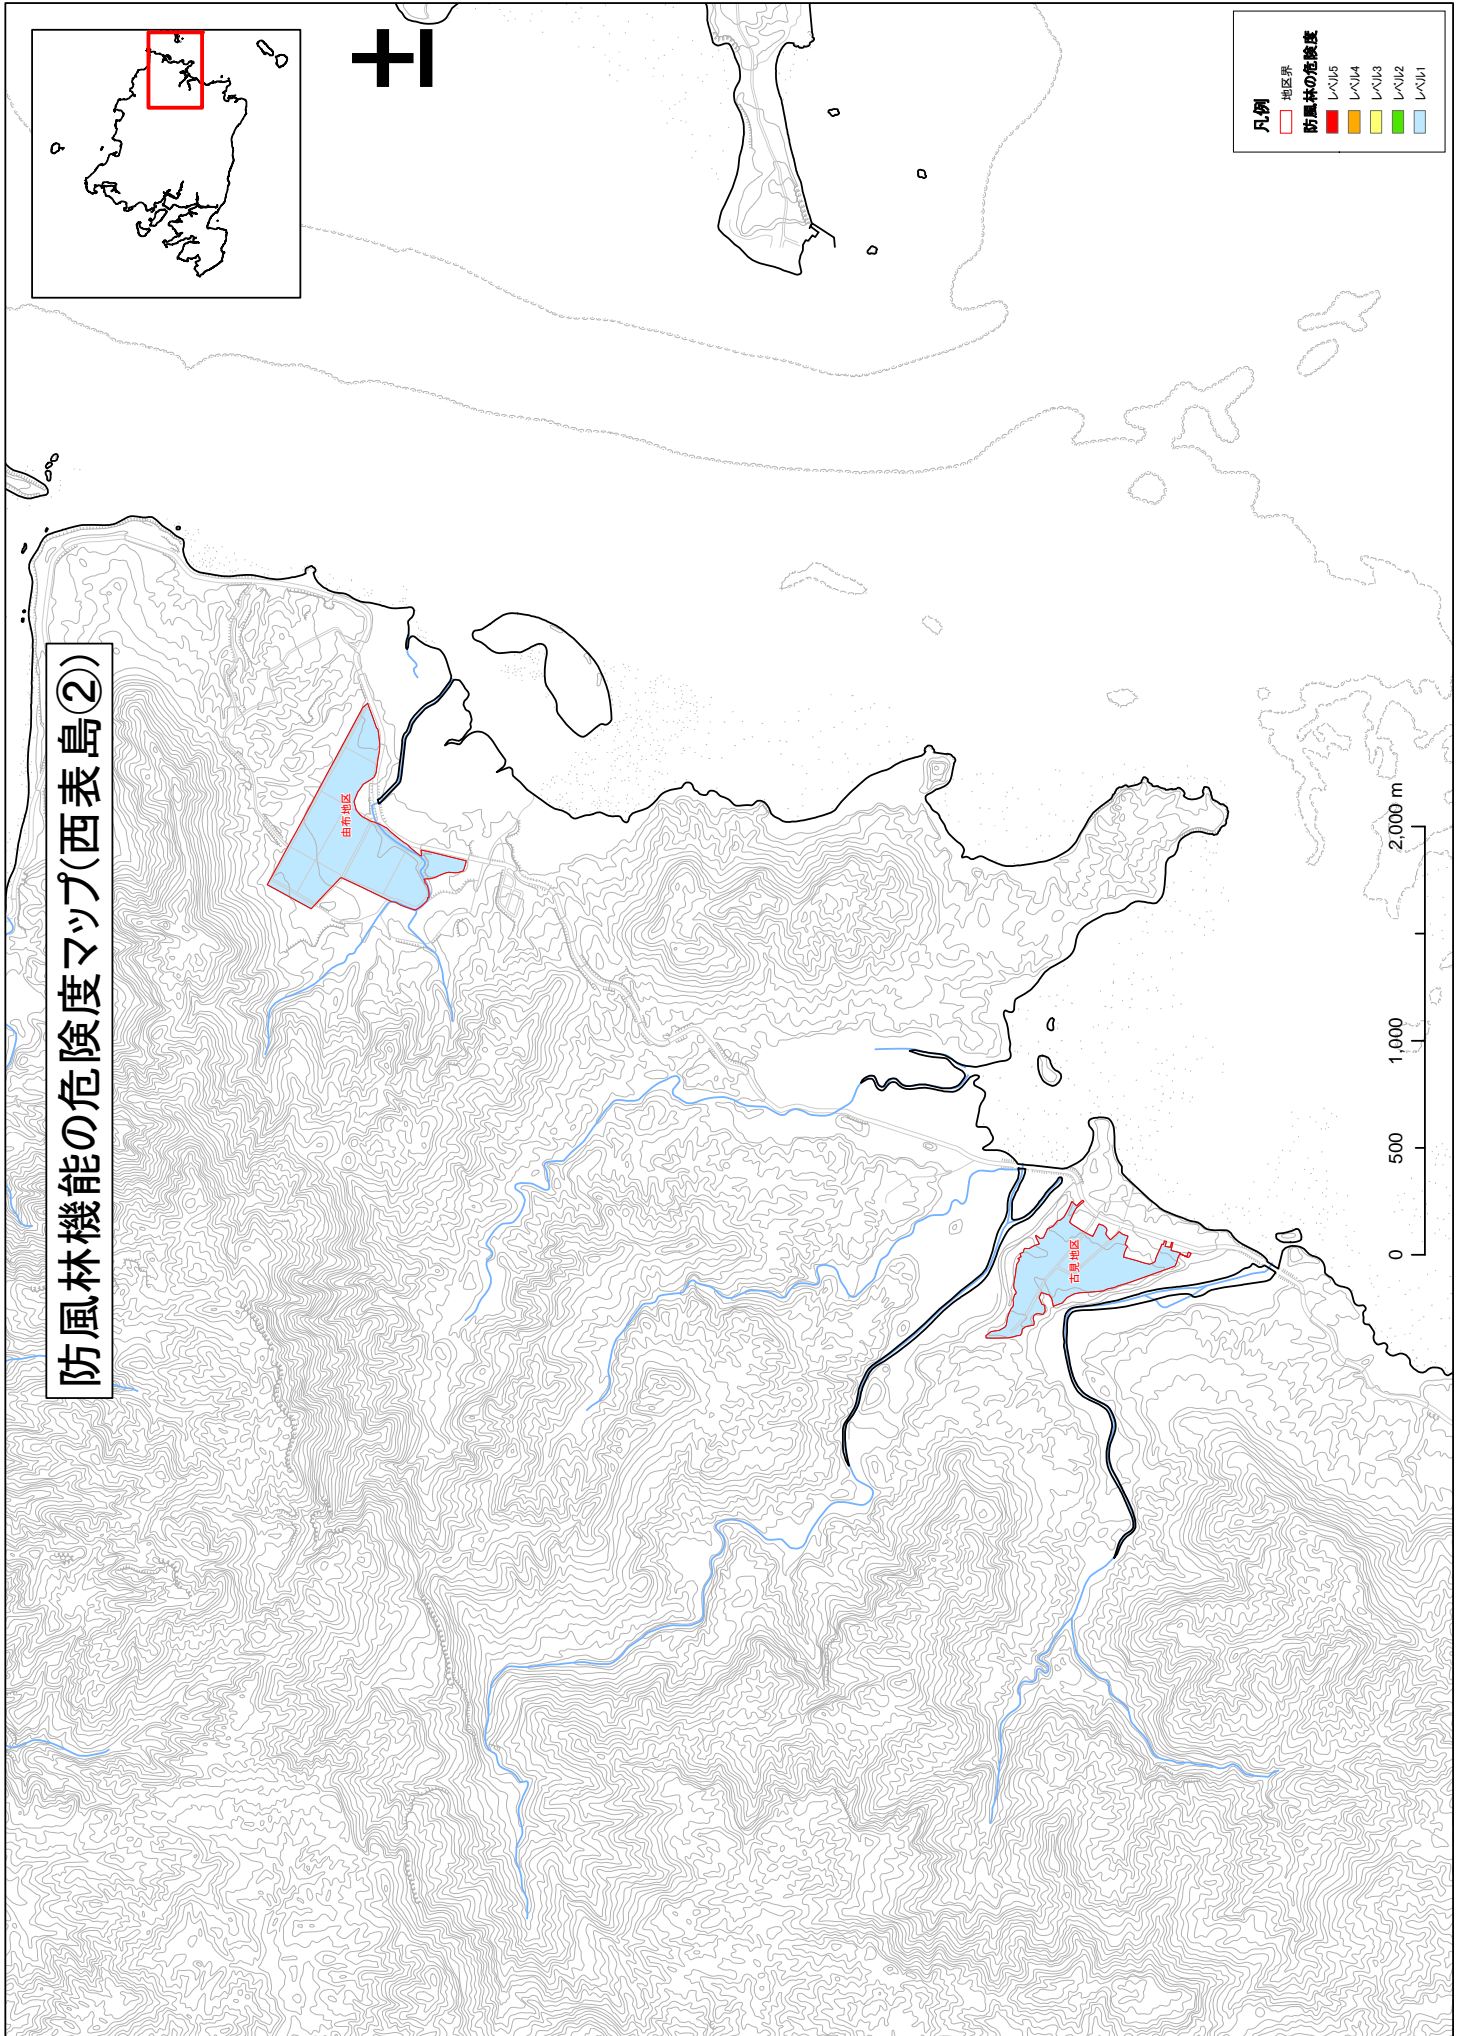 防風林機能の危険度マップ(西表島②)
由布地区
古見地区
0 500 1,000 2,000 m
凡例
地区界
防風林の危険度
レベル5
レベル4
レベル3
レベル2
レベル1